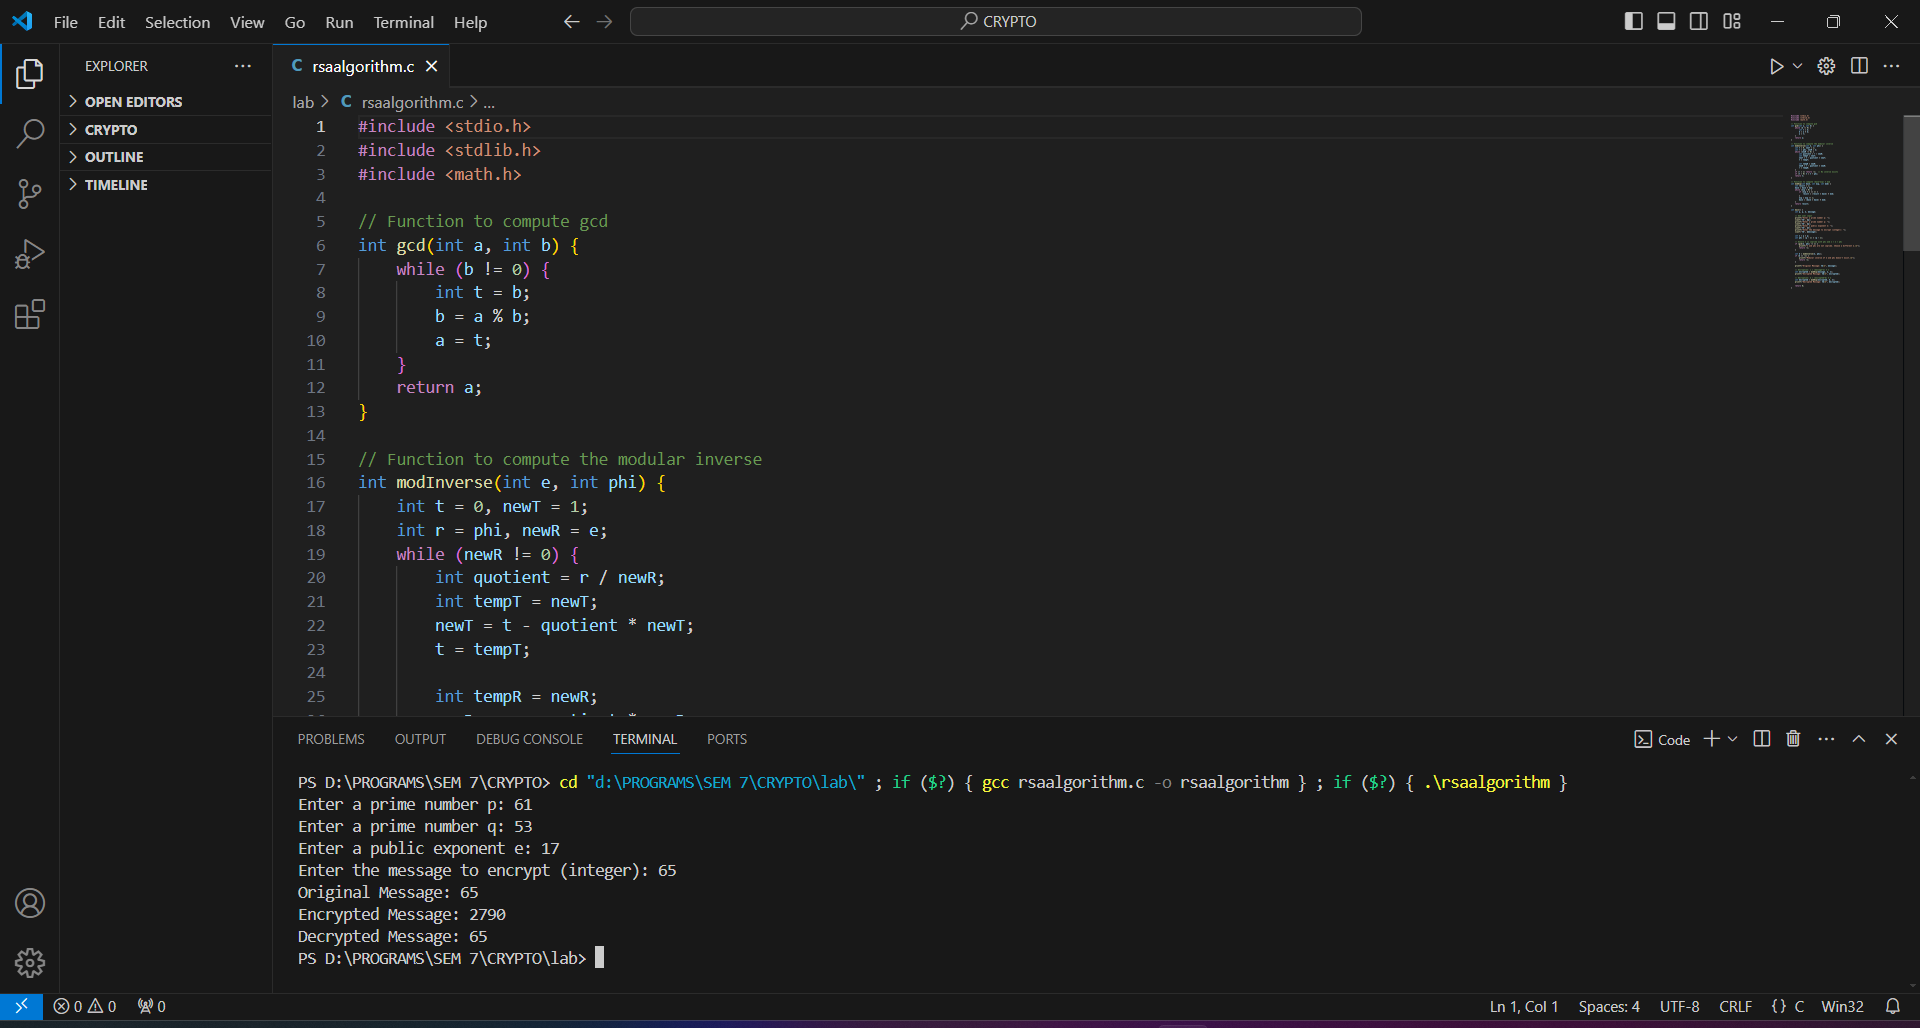 File Edit Selection View Go Run Terminal Help CRYPTO
EXPLORER
OPEN EDITORS
CRYPTO
OUTLINE
TIMELINE
C rsaalgorithm.c
lab > C rsaalgorithm.c > ...
1 #include <stdio.h>
2 #include <stdlib.h>
3 #include <math.h>
4
5 // Function to compute gcd
6 int gcd(int a, int b) {
7 while (b != 0) {
8 int t = b;
9 b = a % b;
10 a = t;
11 }
12 return a;
13 }
14
15 // Function to compute the modular inverse
16 int modInverse(int e, int phi) {
17 int t = 0, newT = 1;
18 int r = phi, newR = e;
19 while (newR != 0) {
20 int quotient = r / newR;
21 int tempT = newT;
22 newT = t - quotient * newT;
23 t = tempT;
24
25 int tempR = newR;
PROBLEMS OUTPUT DEBUG CONSOLE TERMINAL PORTS Code
PS D:\PROGRAMS\SEM 7\CRYPTO> cd "d:\PROGRAMS\SEM 7\CRYPTO\lab\" ; if ($?) { gcc rsaalgorithm.c -o rsaalgorithm } ; if ($?) { .\rsaalgorithm }
Enter a prime number p: 61
Enter a prime number q: 53
Enter a public exponent e: 17
Enter the message to encrypt (integer): 65
Original Message: 65
Encrypted Message: 2790
Decrypted Message: 65
PS D:\PROGRAMS\SEM 7\CRYPTO\lab>
0 0 0 Ln 1, Col 1 Spaces: 4 UTF-8 CRLF {} C Win32